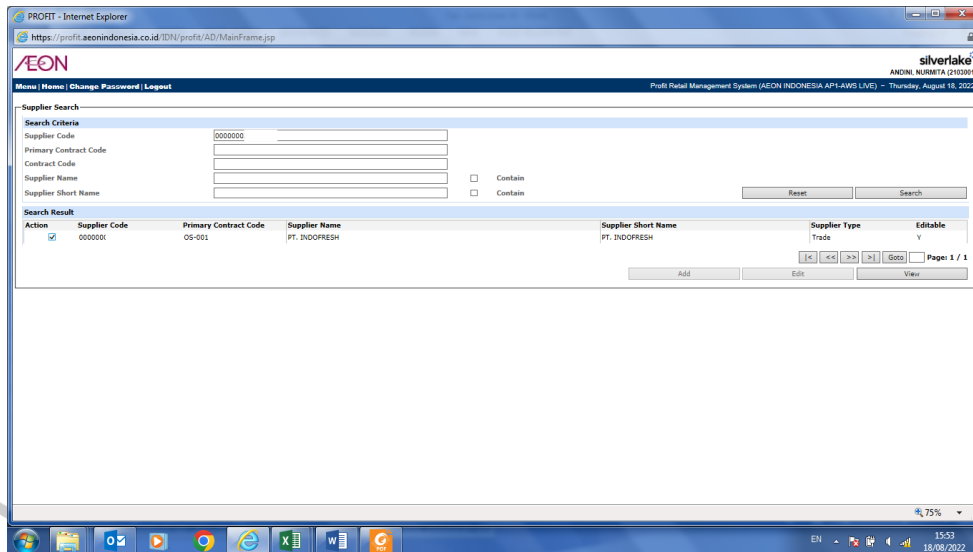 PROFIT - Internet Explorer
https://profit.aeonindonesia.co.id/IDN/profit/AD/MainFrame.jsp
ÆON
silverlake
ANDINI, NURMITA (2103001
Menu | Home | Change Password | Logout
Profit Retail Management System (AEON INDONESIA AP1-AWS LIVE) - Thursday, August 18, 2022
Supplier Search
Search Criteria
Supplier Code 0000000
Primary Contract Code
Contract Code
Supplier Name Contain
Supplier Short Name Contain Reset Search
Search Result
Action Supplier Code Primary Contract Code Supplier Name Supplier Short Name Supplier Type Editable
000000( OS-001 PT. INDOFRESH PT. INDOFRESH Trade Y
|< << >> >| Goto Page: 1 / 1
Add Edit View
75%
EN 15:53
18/08/2022